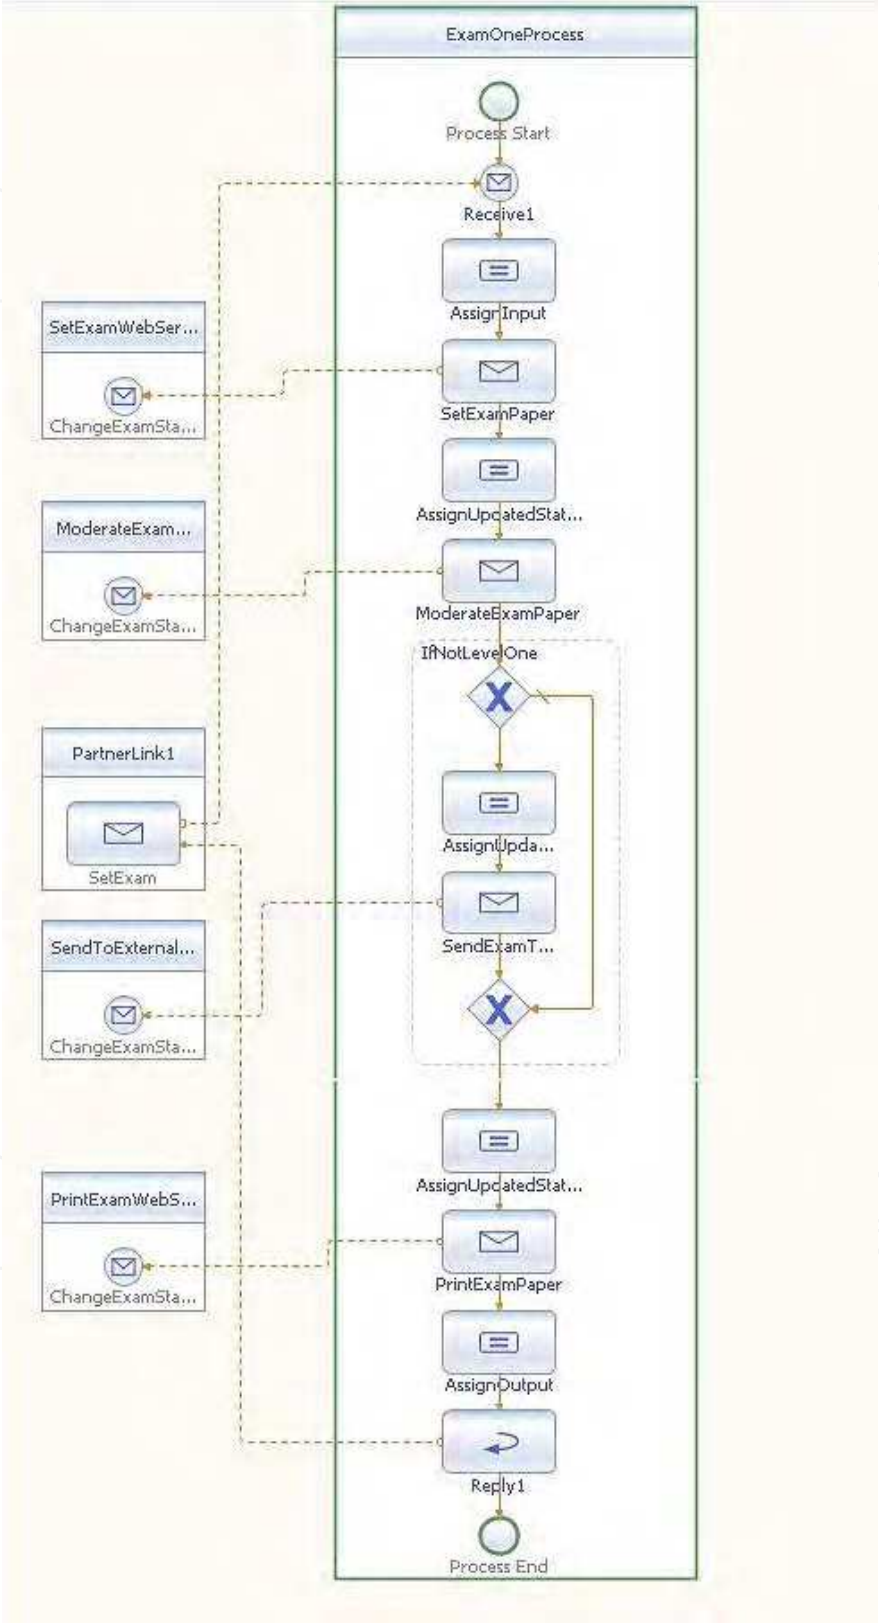 ExamOneProcess
Process Start
Receive1
AssignInput
SetExamWebSer...
ChangeExamSta...
SetExamPaper
AssignUpdatedStat...
ModerateExam...
ChangeExamSta...
ModerateExamPaper
IfNotLevelOne
PartnerLink1
SetExam
AssignUpda...
SendToExternal...
ChangeExamSta...
SendExamT...
AssignUpdatedStat...
PrintExamWebS...
ChangeExamSta...
PrintExamPaper
AssignOutput
Reply1
Process End